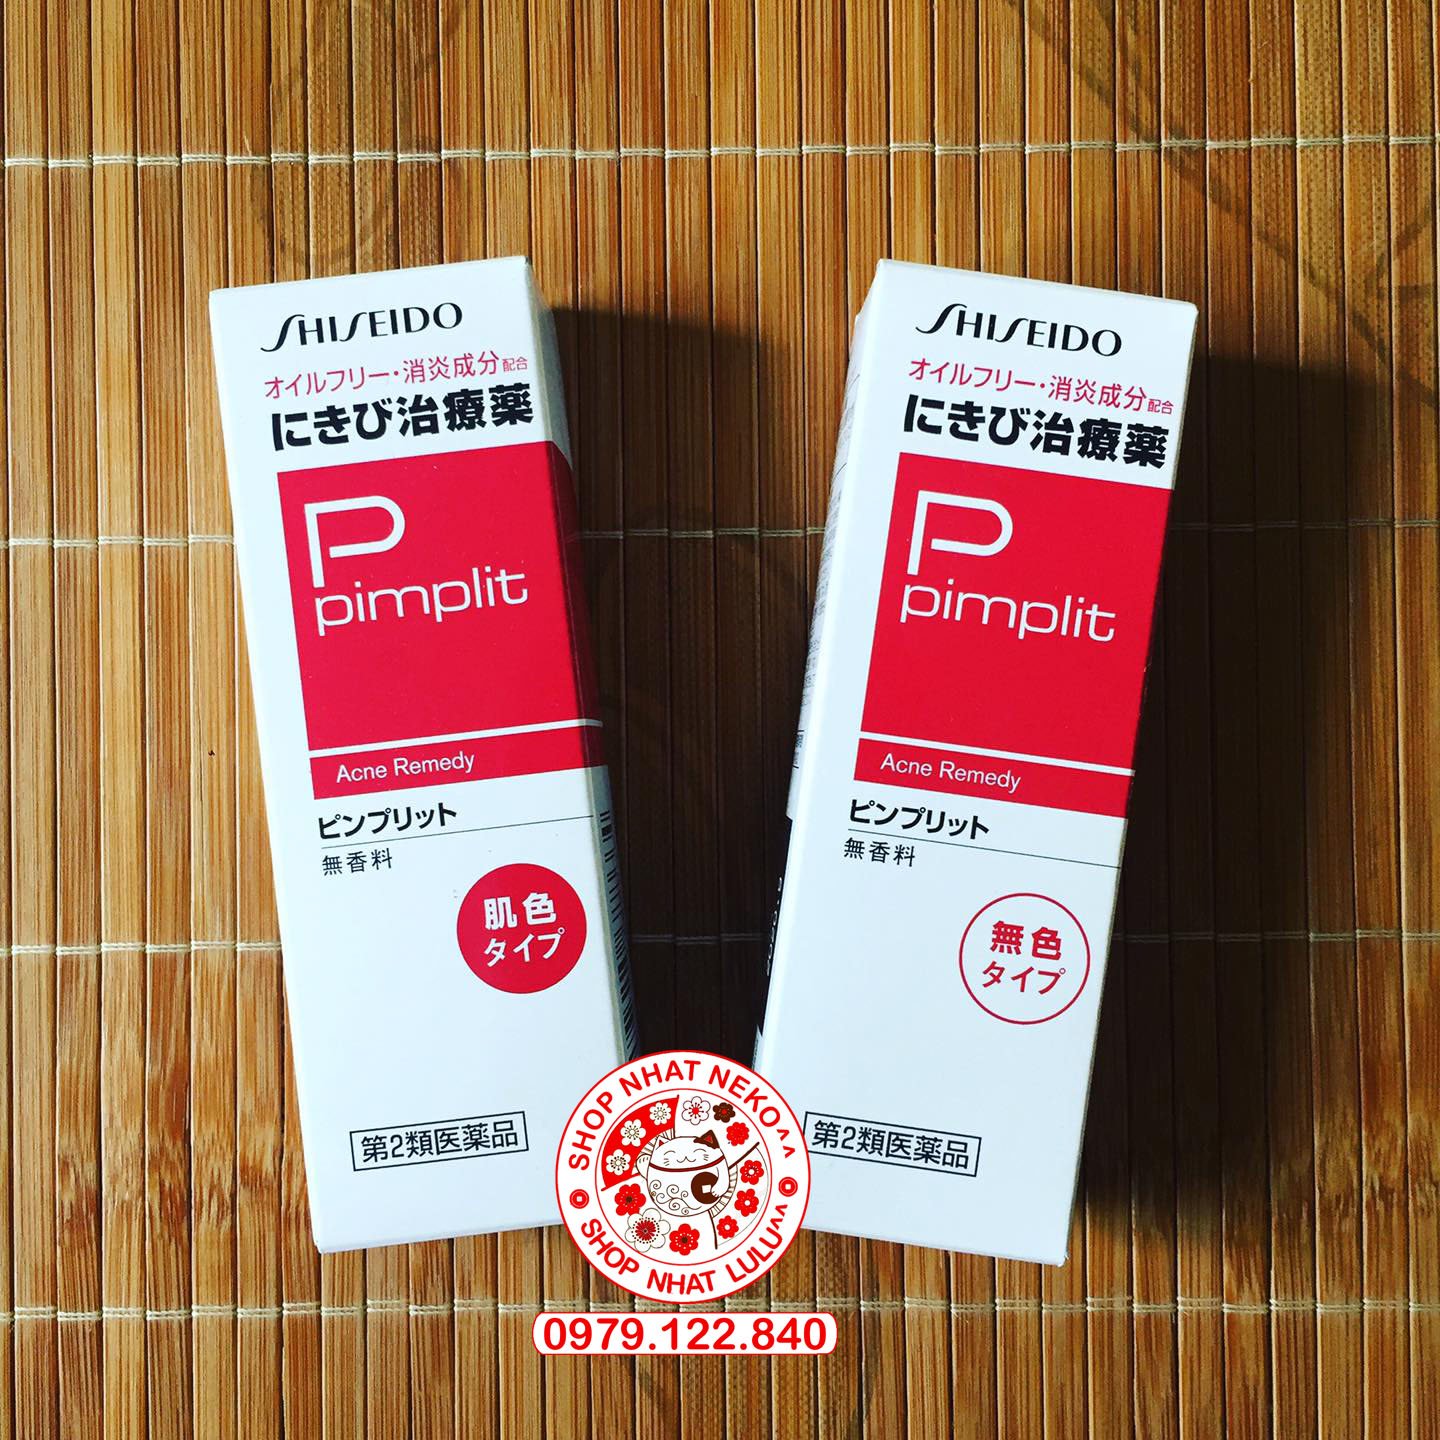 SHISEIDO
オイルフリー・消炎成分配合
にきび治療薬
P
pimplit
Acne Remedy
ピンプリット
無香料
肌色
タイプ
第2類医薬品
SHISEIDO
オイルフリー・消炎成分配合
にきび治療薬
P
pimplit
Acne Remedy
ピンプリット
無香料
無色
タイプ
第2類医薬品
SHOP NHAT NEKO^^
SHOP NHAT LULU^^
0979.122.840